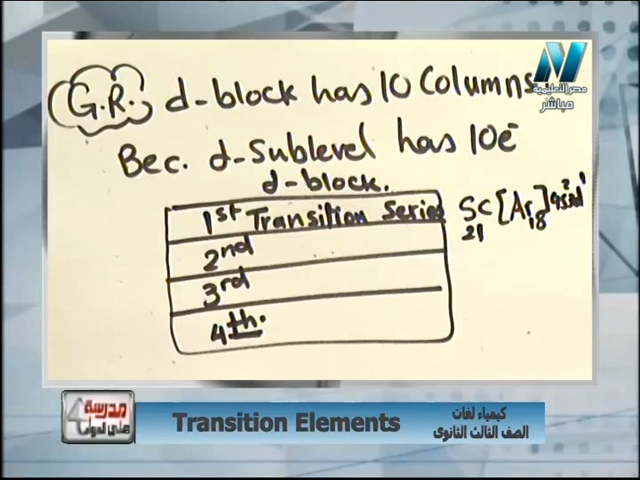 G.R. d-block has 10 Columns.
مصر التعليمية
مباشر
Bec. d-Sublevel has 10e⁻
d-block.
1st Transition Series
Sc 21 [Ar]18 4s² 3d¹
2nd
3rd
4th.
مدرسة
على الهواء
Transition Elements
كيمياء لغات
الصف الثالث الثانوى